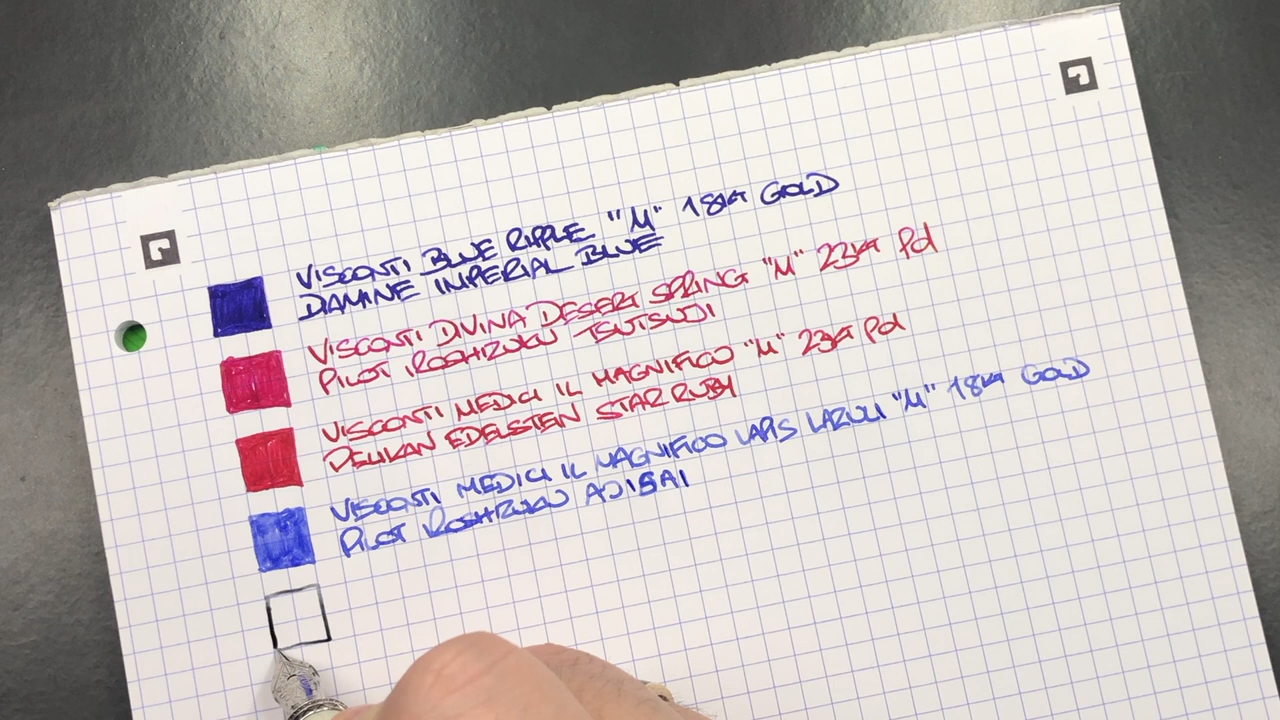 VISCONTI BLUE RIPPLE "M" 18kt GOLD
DIAMINE IMPERIAL BLUE
VISCONTI DIVINA DESERT SPRING "M" 23kt Pd
PILOT IROSHIZUKU TSUTSUJI
VISCONTI MEDICI IL MAGNIFICO "M" 23kt Pd
PELIKAN EDELSTEIN STAR RUBY
VISCONTI MEDICI IL MAGNIFICO LAPIS LAZULI "M" 18kt GOLD
PILOT IROSHIZUKU AJISAI